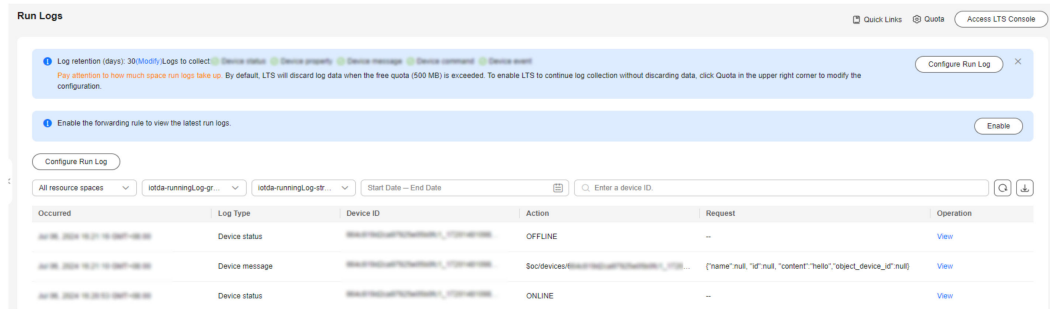 Run Logs
Quick Links Quota Access LTS Console
Log retention (days): 30(Modify)Logs to collect: Device status Device property Device message Device command Device event
Configure Run Log
Pay attention to how much space run logs take up. By default, LTS will discard log data when the free quota (500 MB) is exceeded. To enable LTS to continue log collection without discarding data, click Quota in the upper right corner to modify the
configuration.
Enable the forwarding rule to view the latest run logs.
Enable
Configure Run Log
All resource spaces iotda-runningLog-gr... iotda-runningLog-str... Start Date -- End Date Enter a device ID.
Occurred Log Type Device ID Action Request Operation
Device status OFFLINE -- View
Device message $oc/devices/ {"name":null, "id":null, "content":"hello","object_device_id":null} View
Device status ONLINE -- View